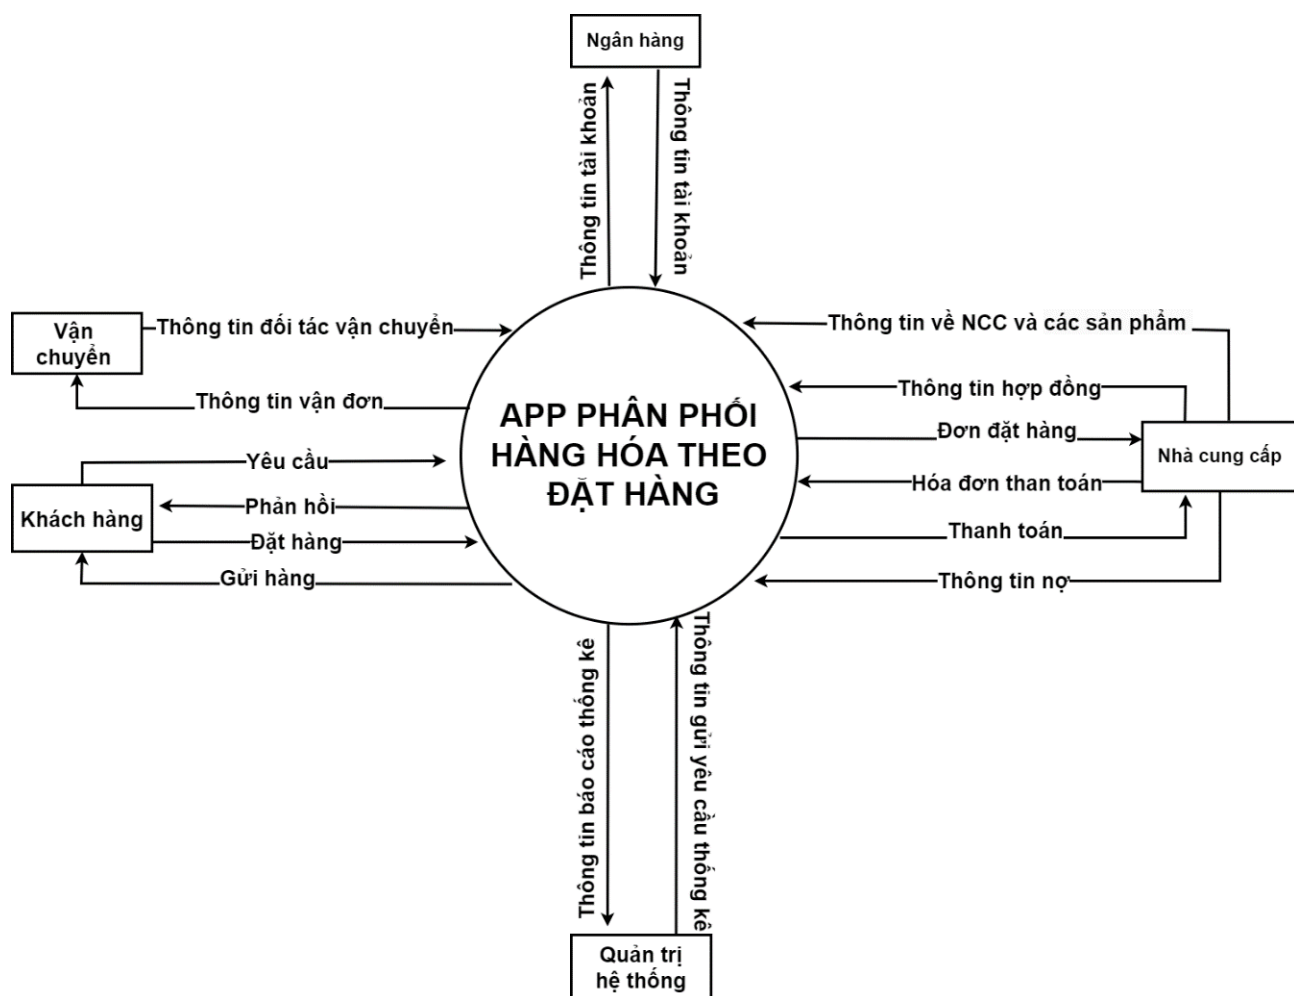 Ngân hàng
Thông tin tài khoản
Thông tin tài khoản
Vận
chuyển
Thông tin đối tác vận chuyển
Thông tin về NCC và các sản phẩm
Thông tin vận đơn
Thông tin hợp đồng
APP PHÂN PHỐI
HÀNG HÓA THEO
ĐẶT HÀNG
Đơn đặt hàng
Nhà cung cấp
Yêu cầu
Hóa đơn than toán
Khách hàng
Phản hồi
Đặt hàng
Thanh toán
Gửi hàng
Thông tin nợ
Thông tin báo cáo thống kê
Thông tin gửi yêu cầu thống kê
Quản trị
hệ thống